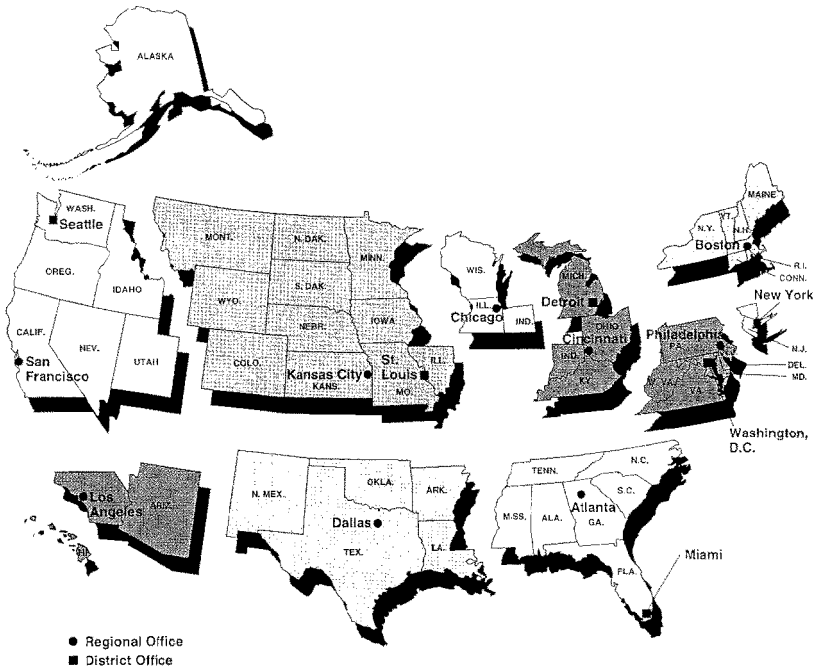 ALASKA
WASH.
Seattle
OREG.
IDAHO
CALIF.
NEV.
UTAH
San
Francisco
MONT.
N. DAK.
MINN.
WYO.
S. DAK.
NEBR.
IOWA
COLO.
KANS.
Kansas City
St.
Louis
ILL.
MO.
WIS.
ILL.
Chicago
IND.
MICH.
Detroit
OHIO
Cincinnati
IND.
KY.
MAINE
VT.
N.H.
N.Y.
Boston
R.I.
CONN.
New York
N.J.
Philadelphia
DEL.
MD.
W. VA.
VA.
Washington,
D.C.
Los
Angeles
ARIZ.
HI
N. MEX.
OKLA.
ARK.
Dallas
TEX.
LA.
TENN.
N.C.
S.C.
Atlanta
MISS.
ALA.
GA.
FLA.
Miami
Regional Office
District Office